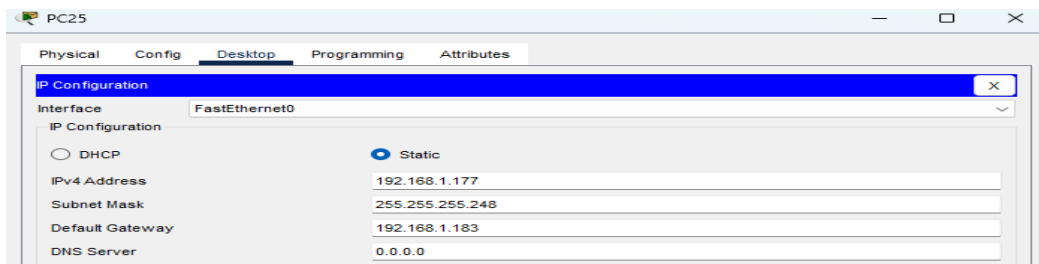 PC25
Physical Config Desktop Programming Attributes
IP Configuration X
Interface FastEthernet0
IP Configuration
DHCP Static
IPv4 Address 192.168.1.177
Subnet Mask 255.255.255.248
Default Gateway 192.168.1.183
DNS Server 0.0.0.0